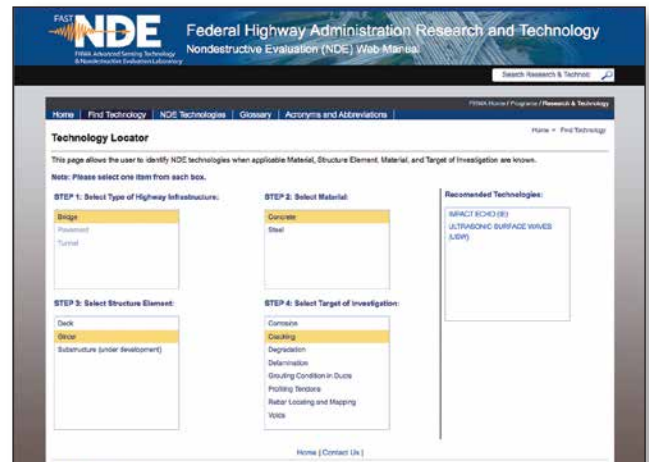 FAST
NDE
FHWA Advanced Sensing Technology
& Nondestructive Evaluation Laboratory
Federal Highway Administration Research and Technology
Nondestructive Evaluation (NDE) Web Manual
Search Research & Technol
FHWA Home / Programs / Research & Technology
Home | Find Technology | NDE Technologies | Glossary | Acronyms and Abbreviations |
Technology Locator
Home > Find Technology
This page allows the user to identify NDE technologies when applicable Material, Structure Element, Material, and Target of Investigation are known.
Note: Please select one item from each box.
STEP 1: Select Type of Highway Infrastructure:
Bridge
Pavement
Tunnel
STEP 2: Select Material:
Concrete
Steel
Recomended Technologies:
IMPACT ECHO (IE)
ULTRASONIC SURFACE WAVES
(USW)
STEP 3: Select Structure Element:
Deck
Girder
Substructure (under development)
STEP 4: Select Target of Investigation:
Corrosion
Cracking
Degradation
Delamination
Grouting Condition in Ducts
Profiling Tendons
Rebar Locating and Mapping
Voids
Home | Contact Us |